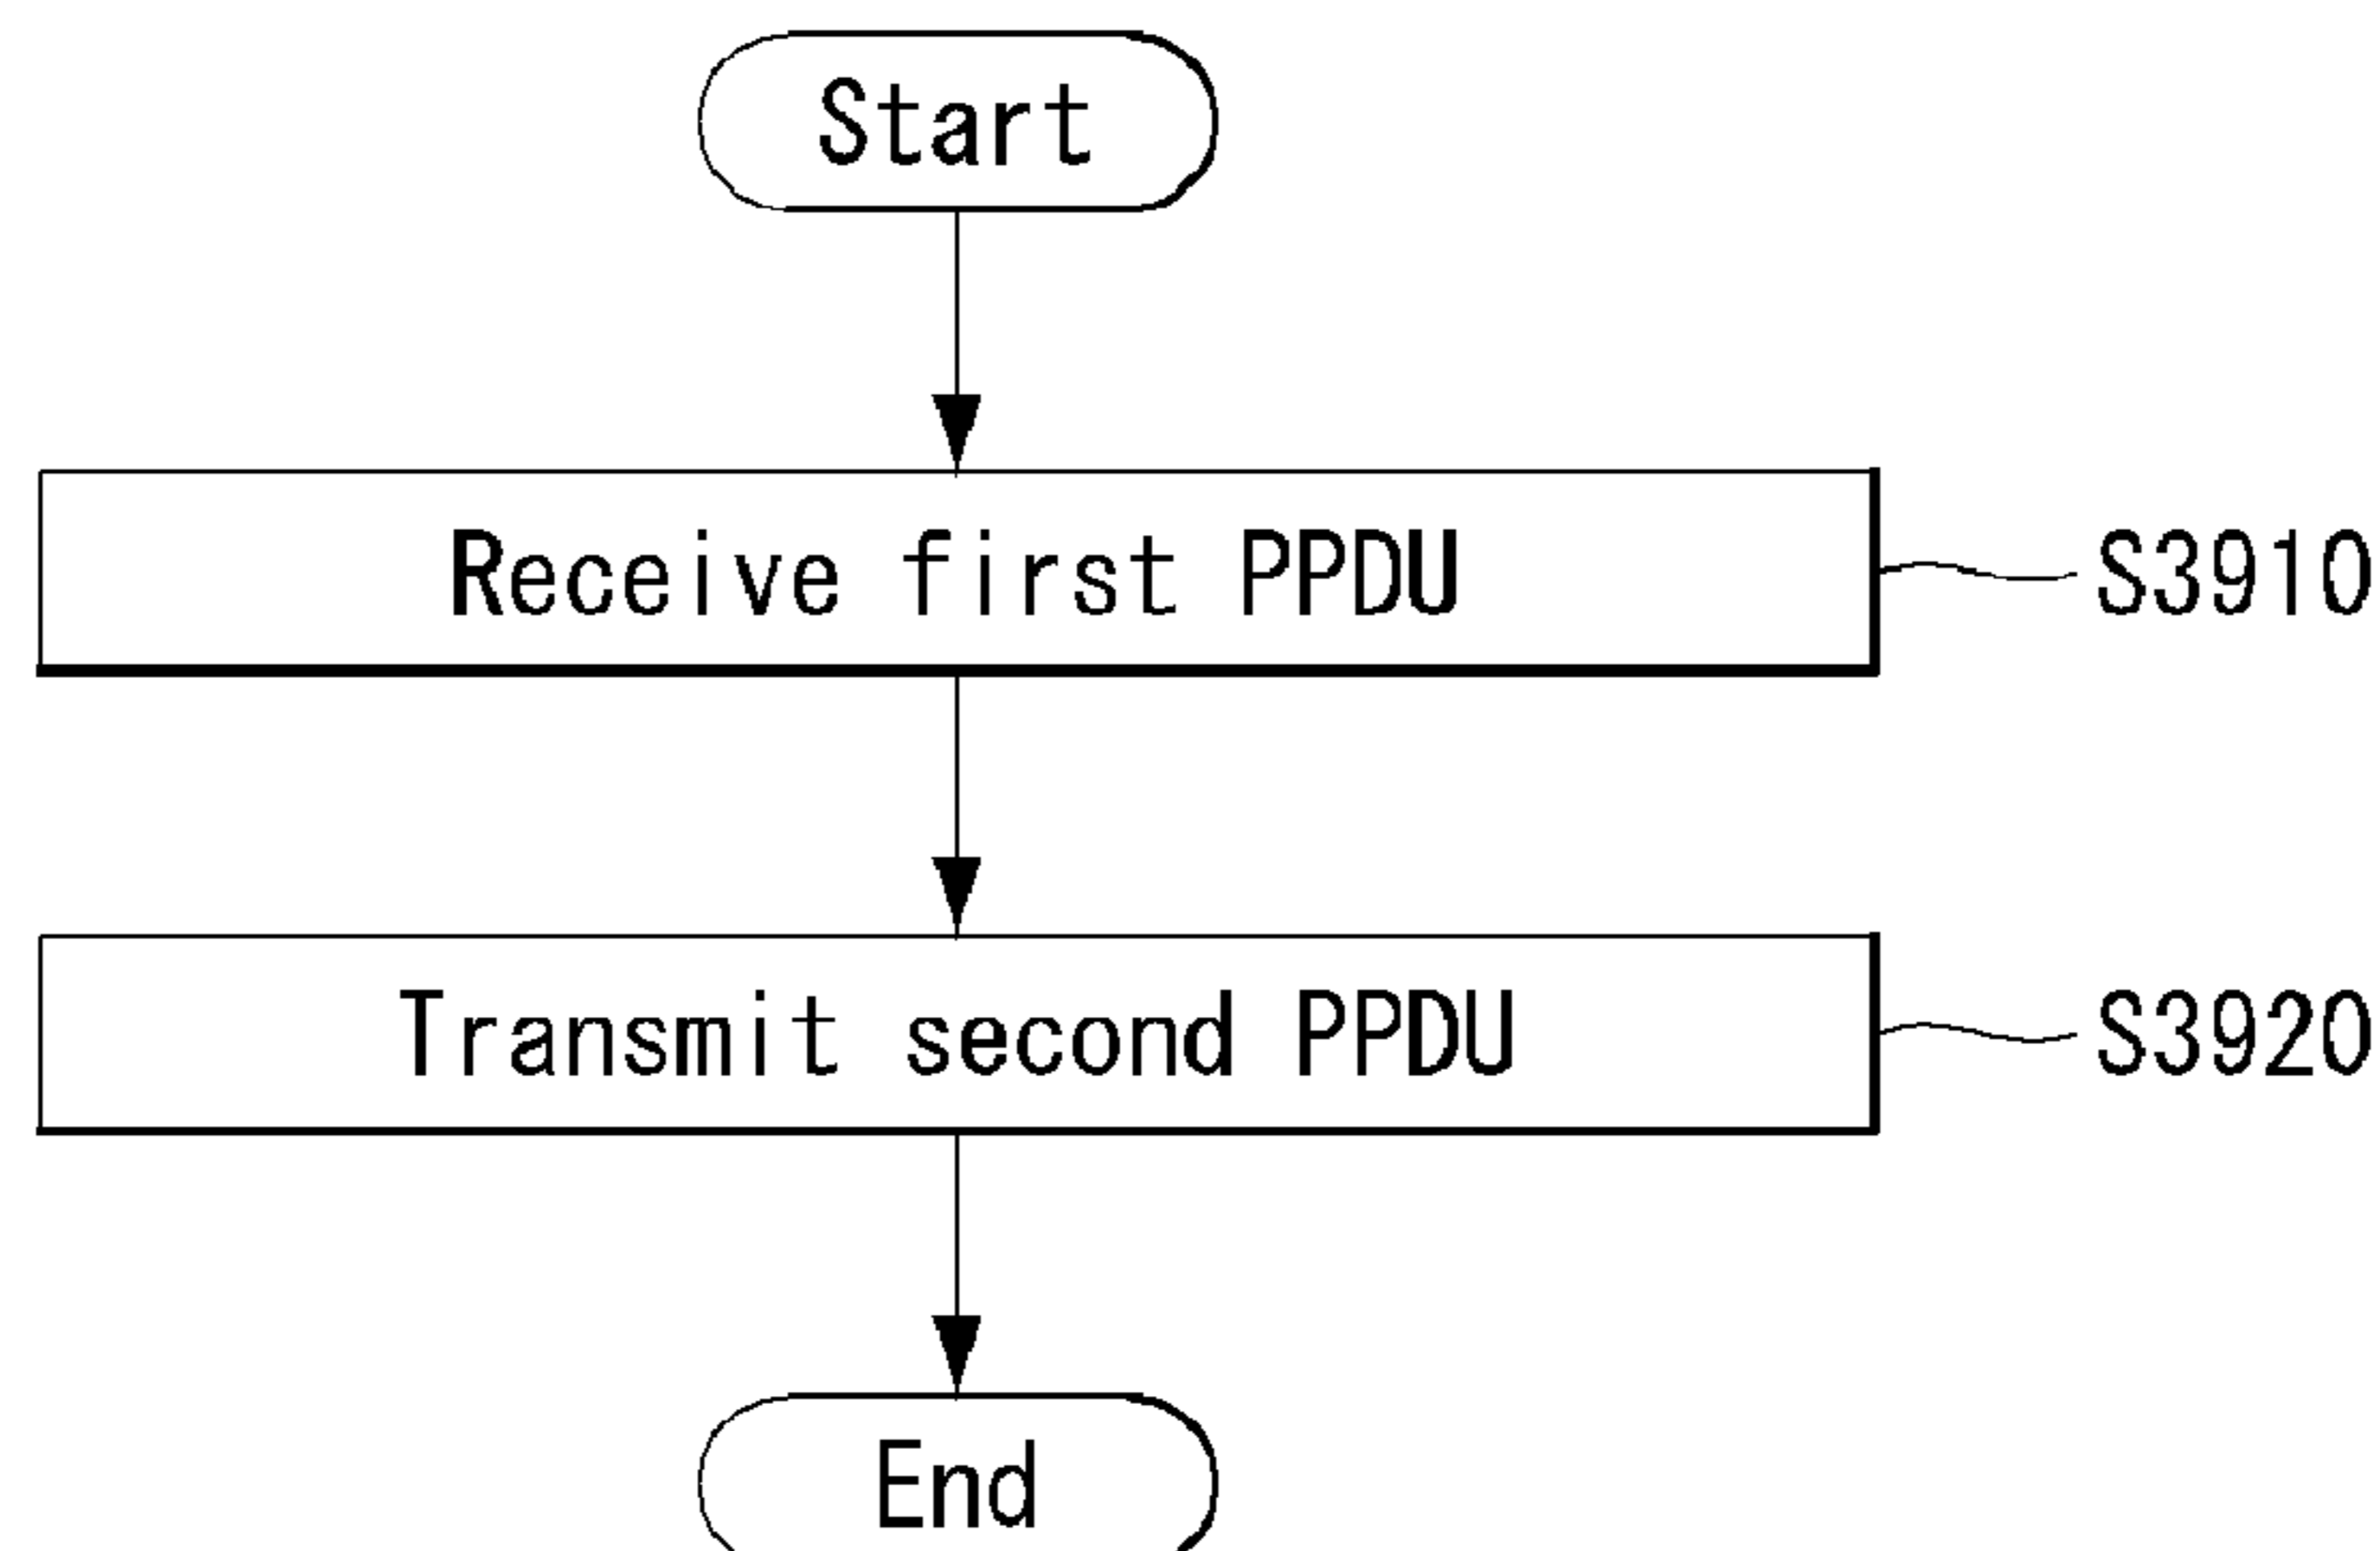 Start
Receive first PPDU
S3910
Transmit second PPDU
S3920
End